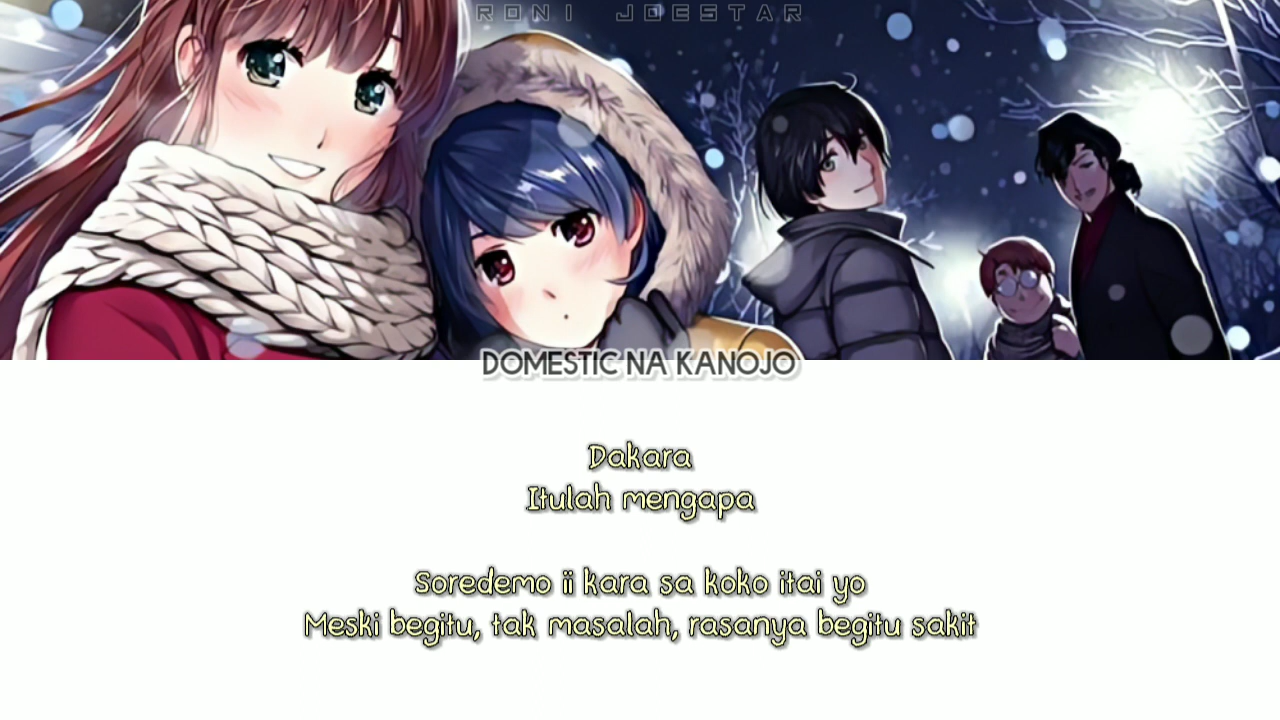 RONI JOESTAR
DOMESTIC NA KANOJO
Dakara
Itulah mengapa
Soredemo ii kara sa koko itai yo
Meski begitu, tak masalah, rasanya begitu sakit